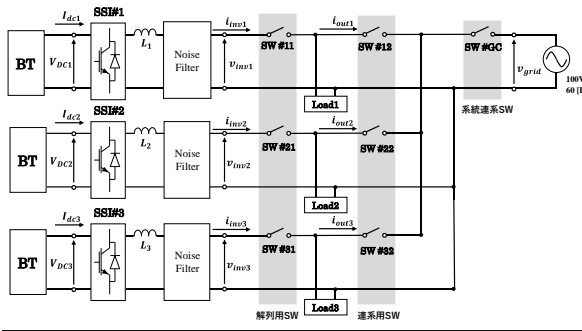 SSI#1
I_dc1
i_inv1
i_out1
BT
V_DC1
L_1
Noise
Filter
v_inv1
SW #11
SW #12
SW #GC
v_grid
100V
60 [
Load1
系統連系SW
SSI#2
I_dc2
i_inv2
i_out2
BT
V_DC2
L_2
Noise
Filter
v_inv2
SW #21
SW #22
Load2
SSI#3
I_dc3
i_inv3
i_out3
BT
V_DC3
L_3
Noise
Filter
v_inv3
SW #31
SW #32
Load3
解列用SW
連系用SW